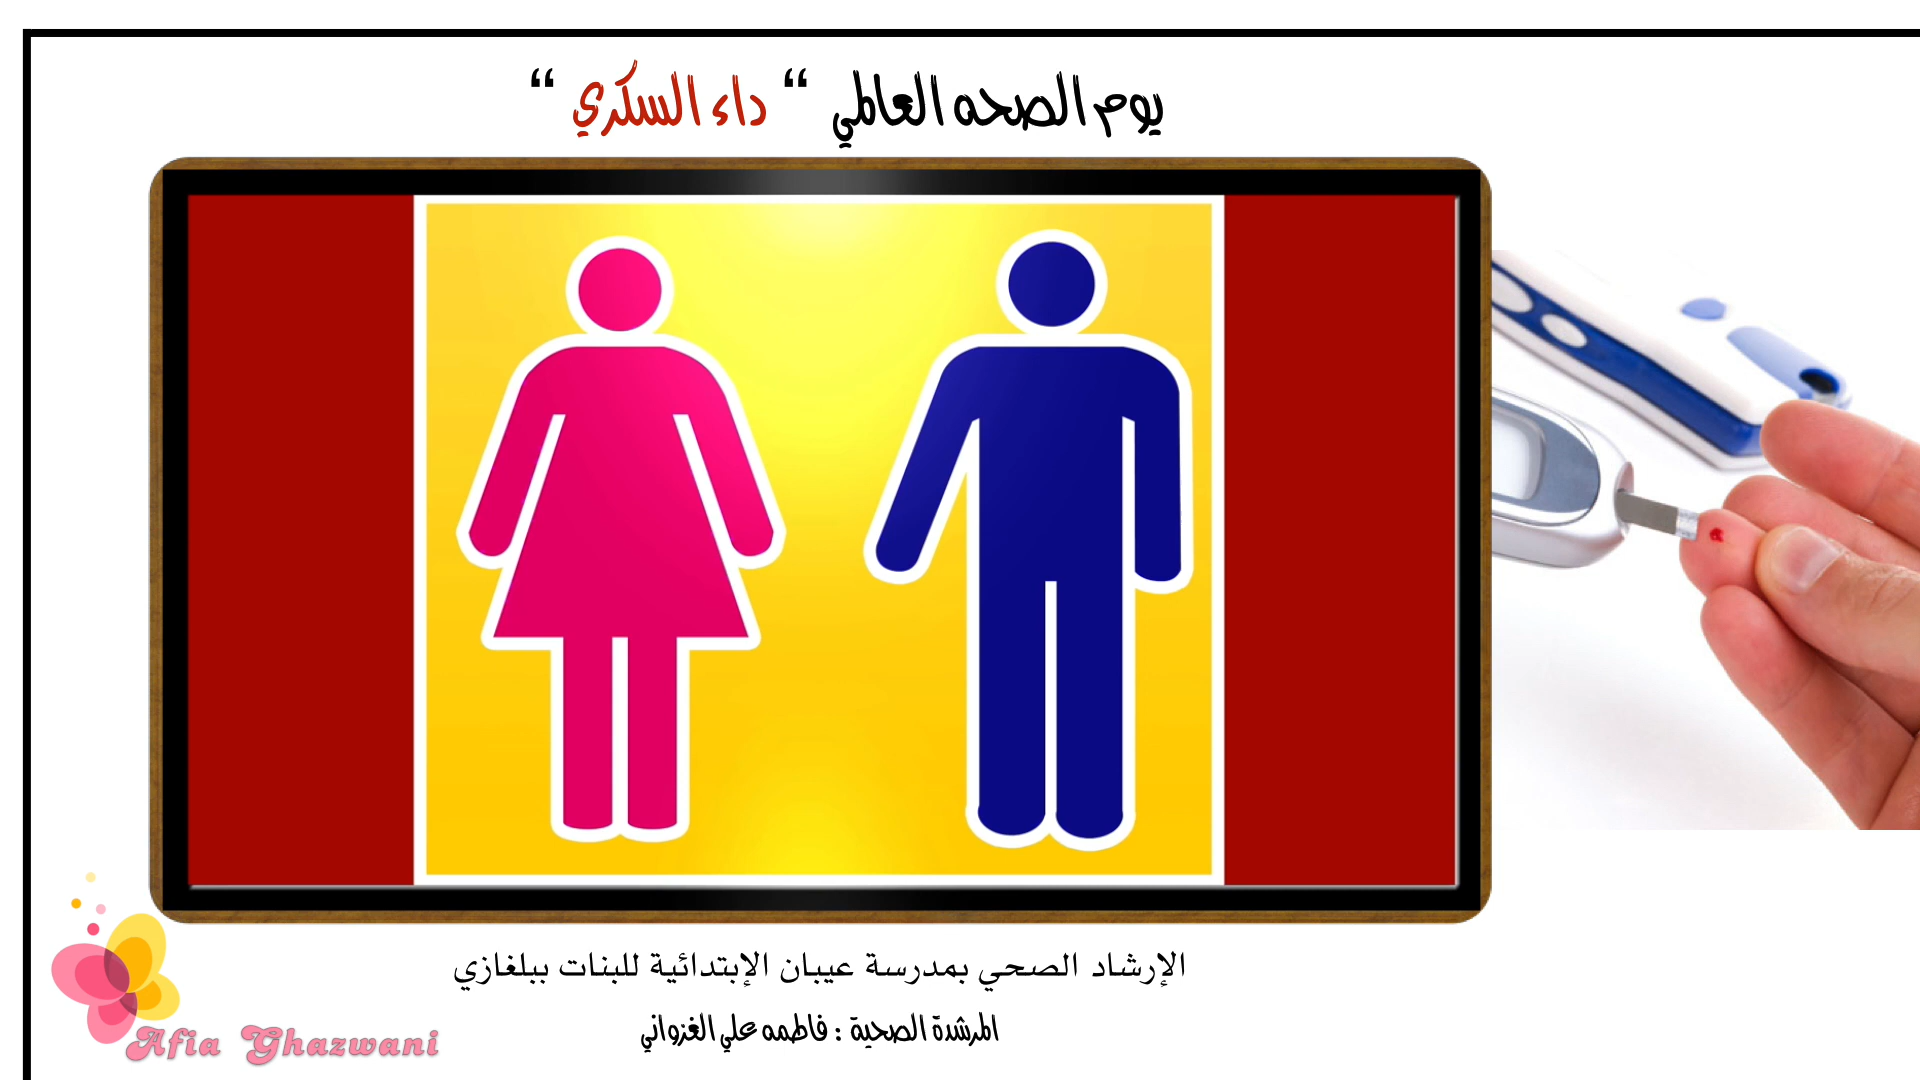 يوم الصحه العالمي “ داء السكري “
الإرشاد الصحي بمدرسة عيبان الإبتدائية للبنات ببلغازي
المرشدة الصحية : فاطمه علي الغزواني
Afia Ghazwani